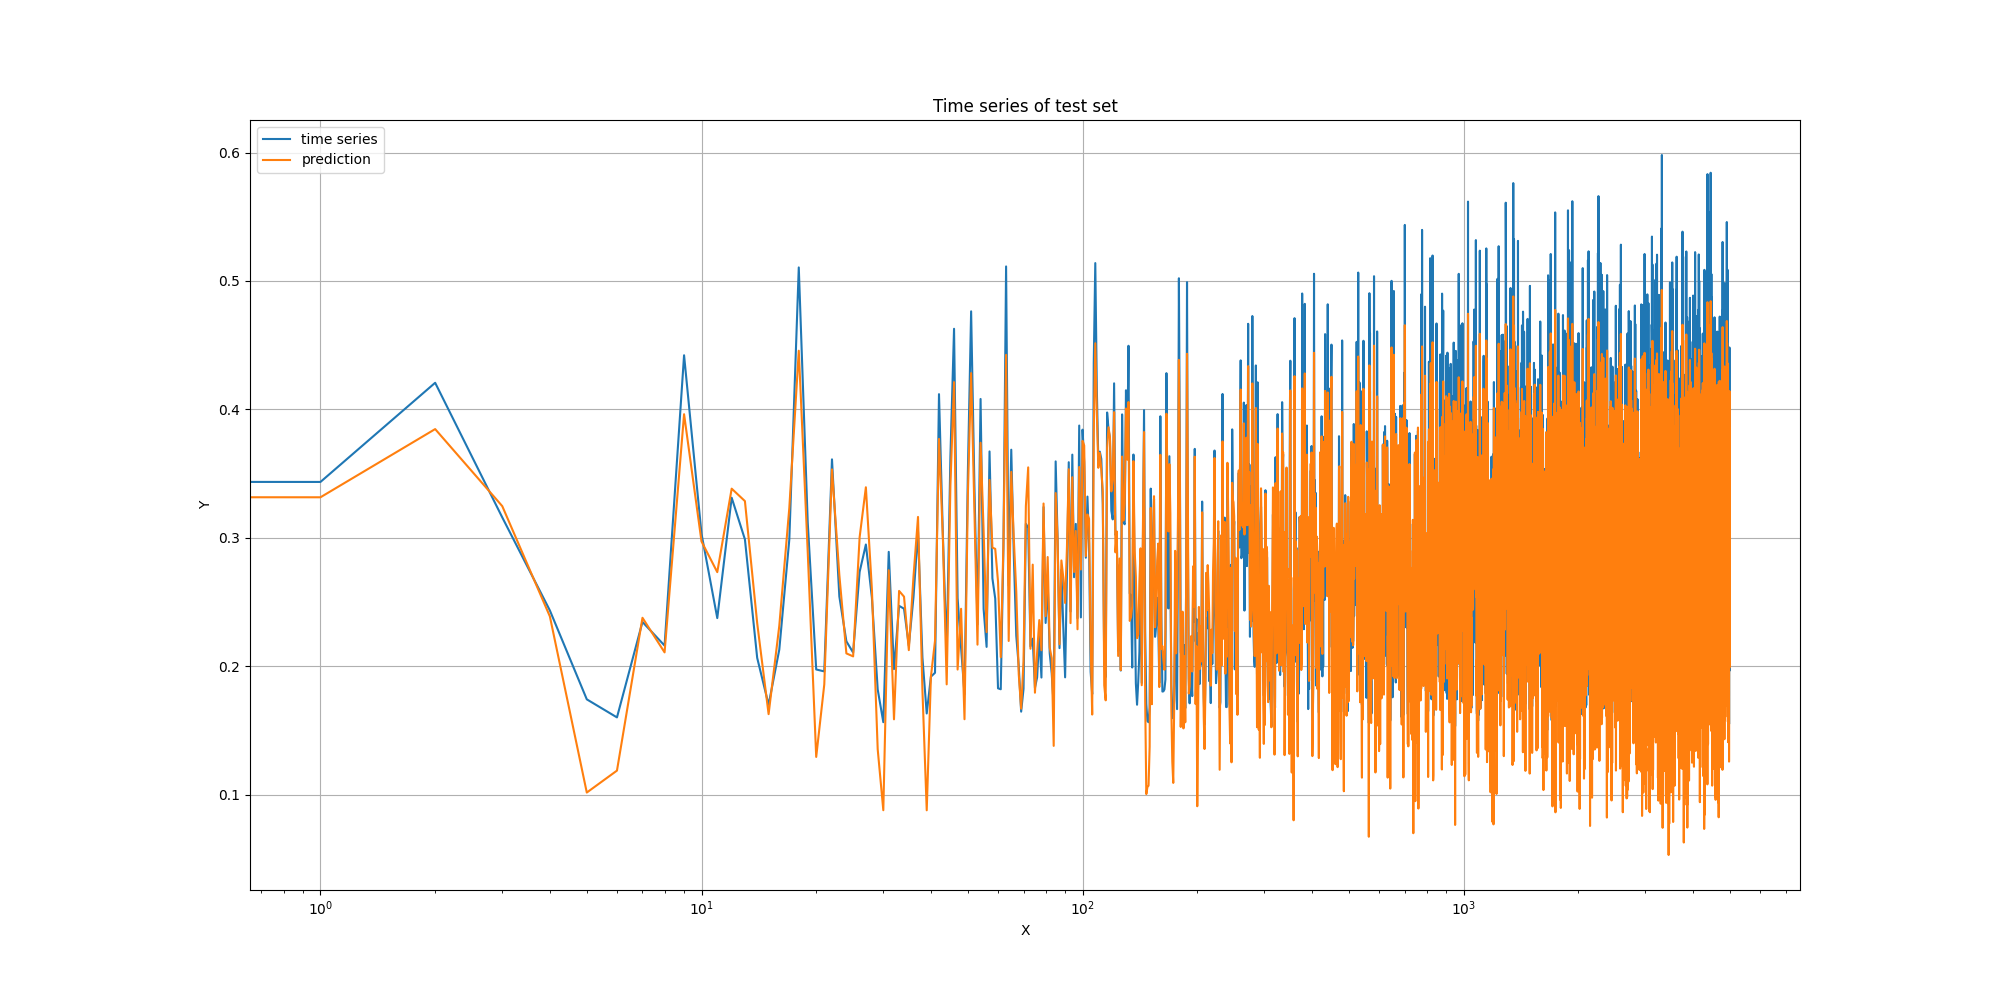 Time series of test set
time series
prediction
Y
0.6
0.5
0.4
0.3
0.2
0.1
10⁰ 10¹ 10² 10³
X